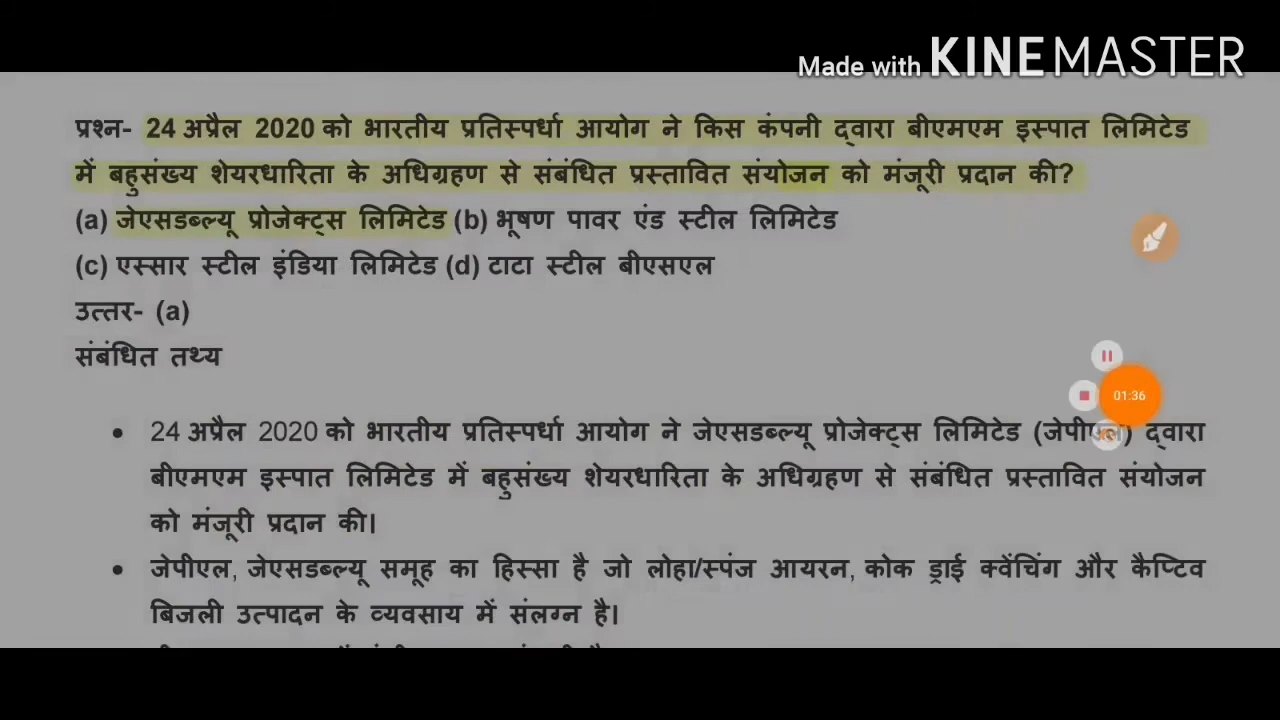 Made with KINEMASTER
प्रश्न- 24 अप्रैल 2020 को भारतीय प्रतिस्पर्धा आयोग ने किस कंपनी द्वारा बीएमएम इस्पात लिमिटेड
में बहुसंख्य शेयरधारिता के अधिग्रहण से संबंधित प्रस्तावित संयोजन को मंजूरी प्रदान की?
(a) जेएसडब्ल्यू प्रोजेक्ट्स लिमिटेड (b) भूषण पावर एंड स्टील लिमिटेड
(c) एस्सार स्टील इंडिया लिमिटेड (d) टाटा स्टील बीएसएल
उत्तर- (a)
संबंधित तथ्य
01:36
• 24 अप्रैल 2020 को भारतीय प्रतिस्पर्धा आयोग ने जेएसडब्ल्यू प्रोजेक्ट्स लिमिटेड (जेपीएल) द्वारा
बीएमएम इस्पात लिमिटेड में बहुसंख्य शेयरधारिता के अधिग्रहण से संबंधित प्रस्तावित संयोजन
को मंजूरी प्रदान की।
• जेपीएल, जेएसडब्ल्यू समूह का हिस्सा है जो लोहा/स्पंज आयरन, कोक ड्राई क्वेंचिंग और कैप्टिव
बिजली उत्पादन के व्यवसाय में संलग्न है।